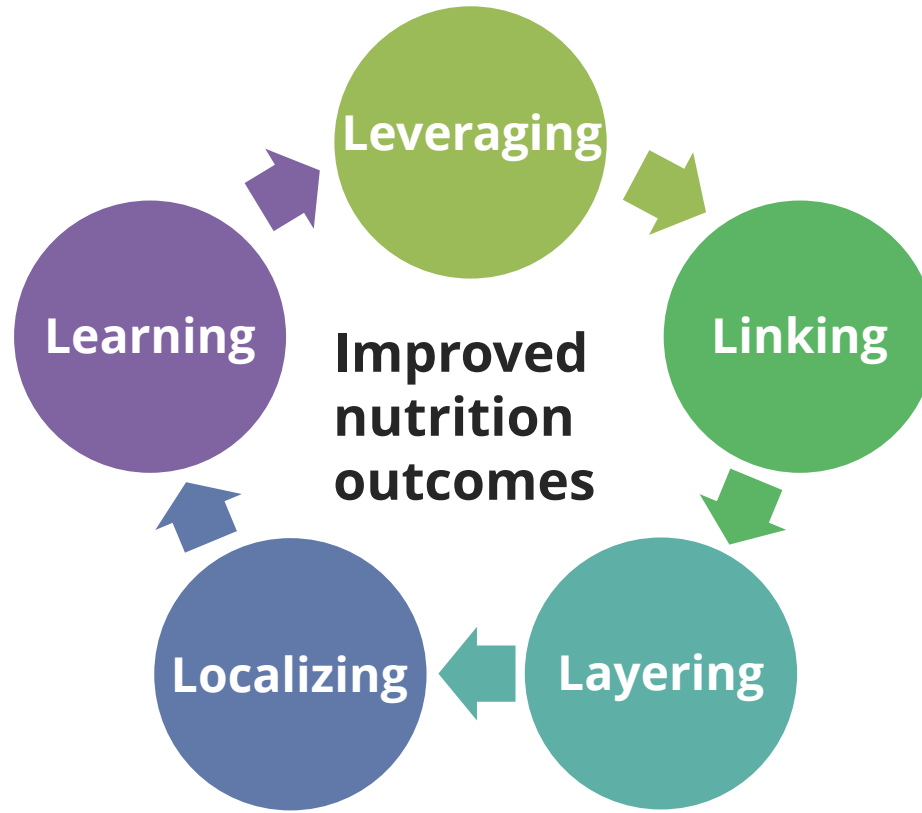 Leveraging
Linking
Layering
Localizing
Learning
Improved
nutrition
outcomes